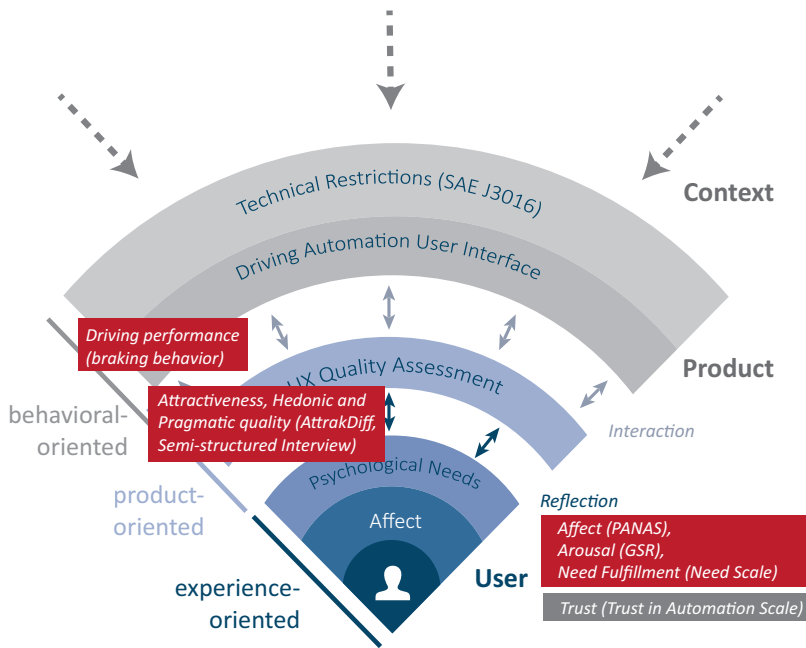 Technical Restrictions (SAE J3016)
Context
Driving Automation User Interface
Driving performance
(braking behavior)
Product
UX Quality Assessment
Attractiveness, Hedonic and
Pragmatic quality (AttrakDiff,
Semi-structured Interview)
behavioral-
oriented
Interaction
Psychological Needs
product-
oriented
Reflection
Affect
Affect (PANAS),
Arousal (GSR),
Need Fulfillment (Need Scale)
User
experience-
oriented
Trust (Trust in Automation Scale)